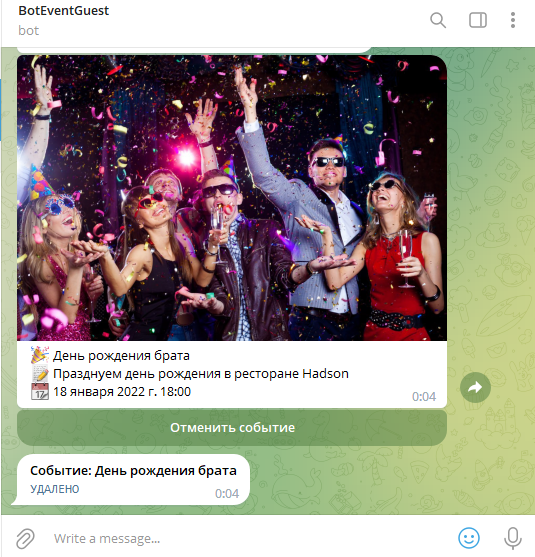 BotEventGuest
bot
🎉 День рождения брата
📝 Празднуем день рождения в ресторане Hadson
📅 18 января 2022 г. 18:00
0:04
Отменить событие
Событие: День рождения брата
УДАЛЕНО
0:04
Write a message...